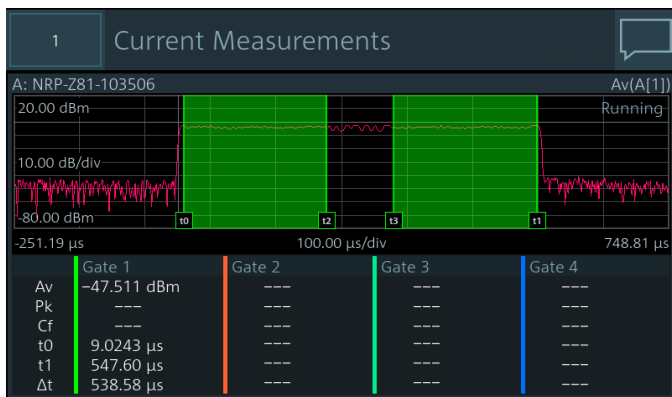 1 Current Measurements
A: NRP-Z81-103506 Av(A[1])
20.00 dBm Running
10.00 dB/div
-80.00 dBm t0 t2 t3 t1
-251.19 µs 100.00 µs/div 748.81 µs
Gate 1 Gate 2 Gate 3 Gate 4
Av −47.511 dBm --- --- ---
Pk --- --- --- ---
Cf --- --- --- ---
t0 9.0243 µs --- --- ---
t1 547.60 µs --- --- ---
Δt 538.58 µs --- --- ---